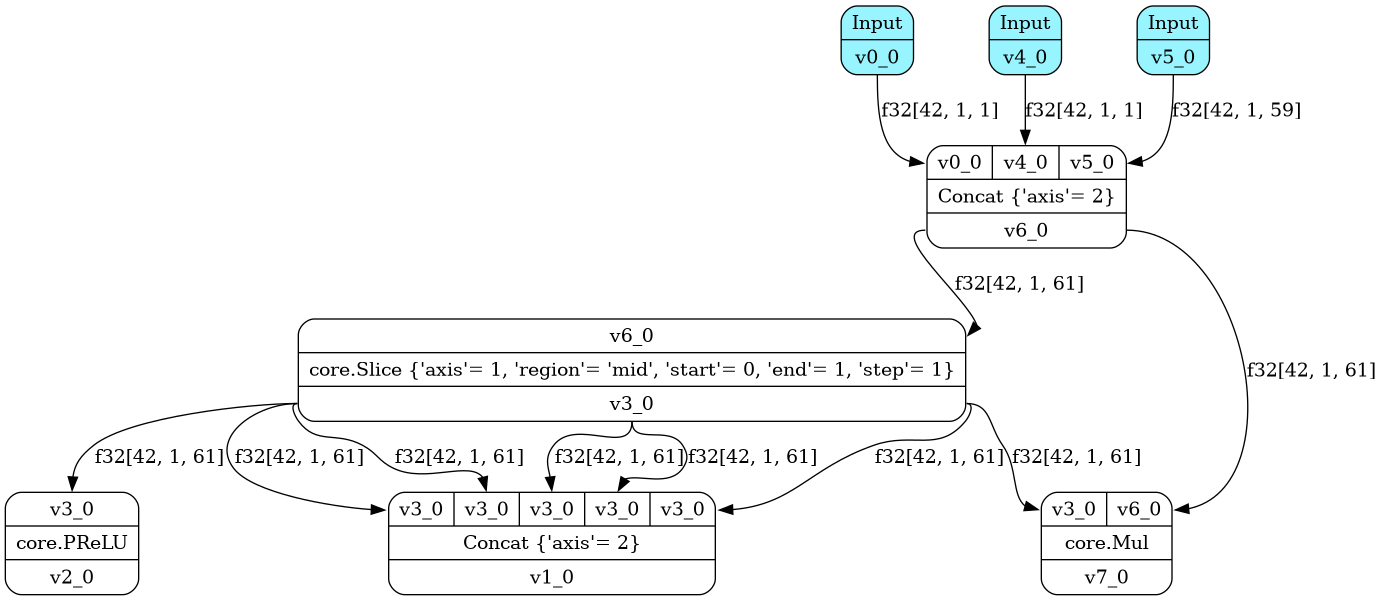 Input
v0_0
Input
v4_0
Input
v5_0
f32[42, 1, 1]
f32[42, 1, 1]
f32[42, 1, 59]
v0_0 v4_0 v5_0
Concat {'axis'= 2}
v6_0
f32[42, 1, 61]
f32[42, 1, 61]
v6_0
core.Slice {'axis'= 1, 'region'= 'mid', 'start'= 0, 'end'= 1, 'step'= 1}
v3_0
f32[42, 1, 61]
f32[42, 1, 61]
f32[42, 1, 61]
f32[42, 1, 61]
f32[42, 1, 61]
f32[42, 1, 61]
f32[42, 1, 61]
v3_0
core.PReLU
v2_0
v3_0 v3_0 v3_0 v3_0 v3_0
Concat {'axis'= 2}
v1_0
v3_0 v6_0
core.Mul
v7_0